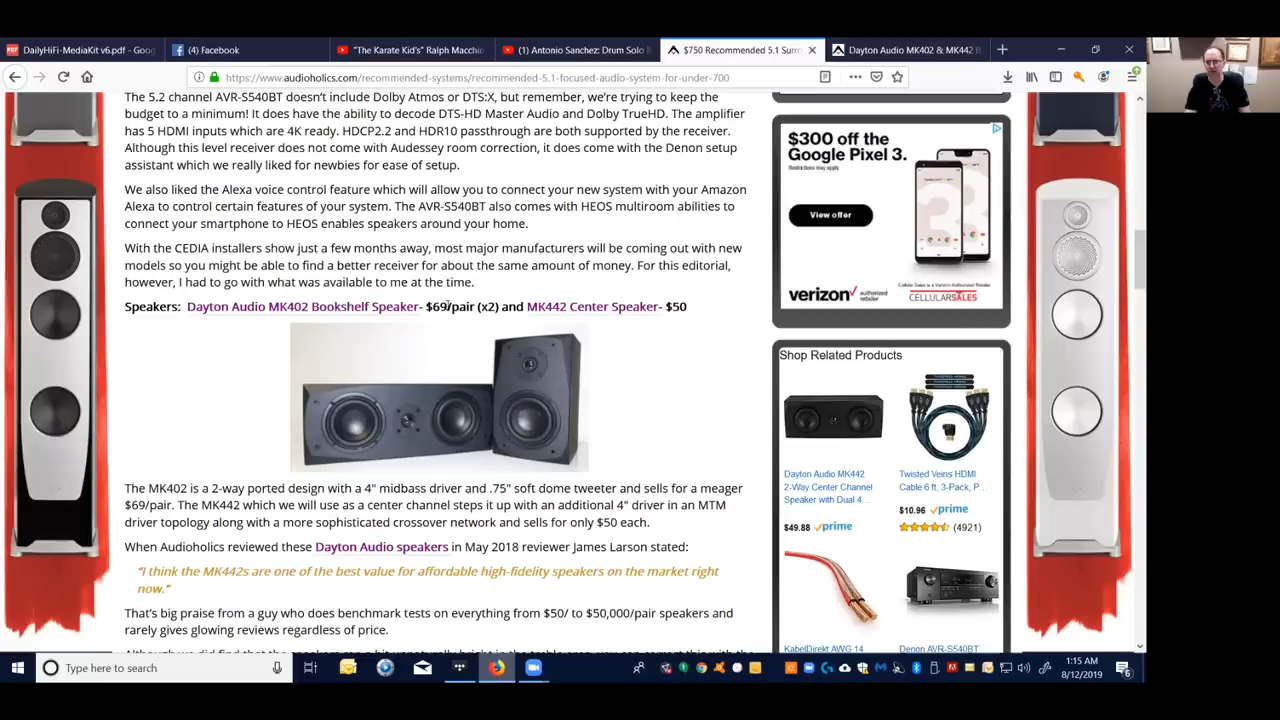 DailyHiFi-MediaKit v6.pdf - Goog
(4) Facebook
"The Karate Kid's" Ralph Macchio
(1) Antonio Sanchez: Drum Solo
$750 Recommended 5.1 Surro
Dayton Audio MK402 & MK442 B
https://www.audioholics.com/recommended-systems/recommended-5.1-focused-audio-system-for-under-700
The 5.2 channel AVR-S540BT doesn't include Dolby Atmos or DTS:X, but remember, we're trying to keep the
budget to a minimum! It does have the ability to decode DTS-HD Master Audio and Dolby TrueHD. The amplifier
has 5 HDMI inputs which are 4K ready. HDCP2.2 and HDR10 passthrough are both supported by the receiver.
Although this level receiver does not come with Audessey room correction, it does come with the Denon setup
assistant which we really liked for newbies for ease of setup.
We also liked the Alexa voice control feature which will allow you to connect your new system with your Amazon
Alexa to control certain features of your system. The AVR-S540BT also comes with HEOS multiroom abilities to
connect your smartphone to HEOS enables speakers around your home.
With the CEDIA installers show just a few months away, most major manufacturers will be coming out with new
models so you might be able to find a better receiver for about the same amount of money. For this editorial,
however, I had to go with what was available to me at the time.
Speakers: Dayton Audio MK402 Bookshelf Speaker- $69/pair (x2) and MK442 Center Speaker- $50
The MK402 is a 2-way ported design with a 4" midbass driver and .75" soft dome tweeter and sells for a meager
$69/pair. The MK442 which we will use as a center channel steps it up with an additional 4" driver in an MTM
driver topology along with a more sophisticated crossover network and sells for only $50 each.
When Audioholics reviewed these Dayton Audio speakers in May 2018 reviewer James Larson stated:
"I think the MK442s are one of the best value for affordable high-fidelity speakers on the market right
now."
That's big praise from a guy who does benchmark tests on everything from $50/ to $50,000/pair speakers and
rarely gives glowing reviews regardless of price.
$300 off the
Google Pixel 3.
Restrictions may apply.
View offer
verizon authorized retailer
Cellular Sales is a Verizon authorized retailer
CELLULARSALES
Shop Related Products
Dayton Audio MK442
2-Way Center Channel
Speaker with Dual 4...
$49.88 prime
Twisted Veins HDMI
Cable 6 ft, 3-Pack, P...
$10.96 prime
(4921)
KabelDirekt AWG 14
Denon AVR-S540BT
Type here to search
1:15 AM
8/12/2019
6